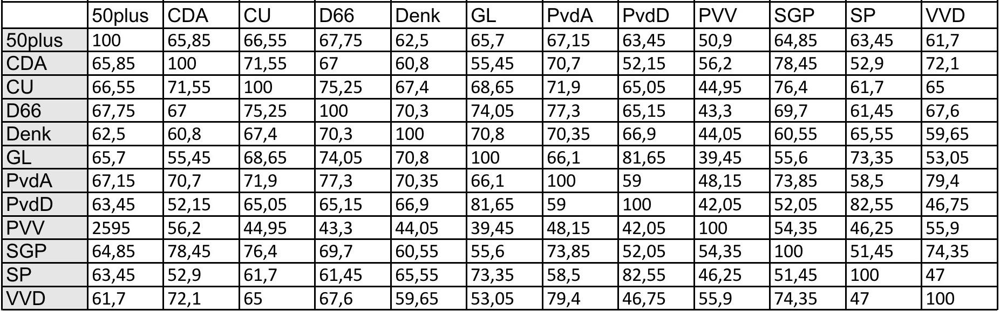 50plus CDA CU D66 Denk GL PvdA PvdD PVV SGP SP VVD
50plus 100 65,85 66,55 67,75 62,5 65,7 67,15 63,45 50,9 64,85 63,45 61,7
CDA 65,85 100 71,55 67 60,8 55,45 70,7 52,15 56,2 78,45 52,9 72,1
CU 66,55 71,55 100 75,25 67,4 68,65 71,9 65,05 44,95 76,4 61,7 65
D66 67,75 67 75,25 100 70,3 74,05 77,3 65,15 43,3 69,7 61,45 67,6
Denk 62,5 60,8 67,4 70,3 100 70,8 70,35 66,9 44,05 60,55 65,55 59,65
GL 65,7 55,45 68,65 74,05 70,8 100 66,1 81,65 39,45 55,6 73,35 53,05
PvdA 67,15 70,7 71,9 77,3 70,35 66,1 100 59 48,15 73,85 58,5 79,4
PvdD 63,45 52,15 65,05 65,15 66,9 81,65 59 100 42,05 52,05 82,55 46,75
PVV 2595 56,2 44,95 43,3 44,05 39,45 48,15 42,05 100 54,35 46,25 55,9
SGP 64,85 78,45 76,4 69,7 60,55 55,6 73,85 52,05 54,35 100 51,45 74,35
SP 63,45 52,9 61,7 61,45 65,55 73,35 58,5 82,55 46,25 51,45 100 47
VVD 61,7 72,1 65 67,6 59,65 53,05 79,4 46,75 55,9 74,35 47 100